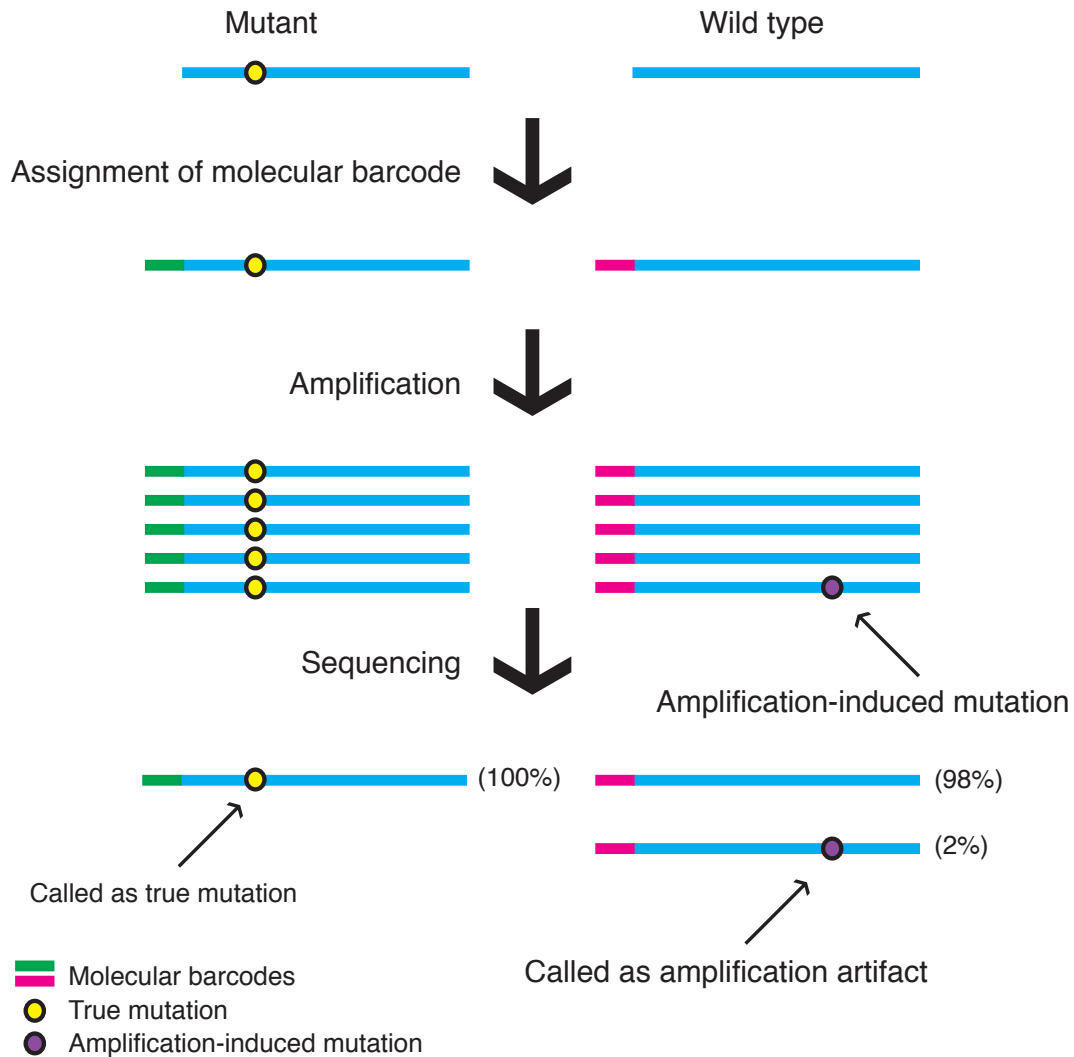 Mutant
Wild type
Assignment of molecular barcode
Amplification
Sequencing
Amplification-induced mutation
(100%)
(98%)
(2%)
Called as true mutation
Called as amplification artifact
Molecular barcodes
True mutation
Amplification-induced mutation